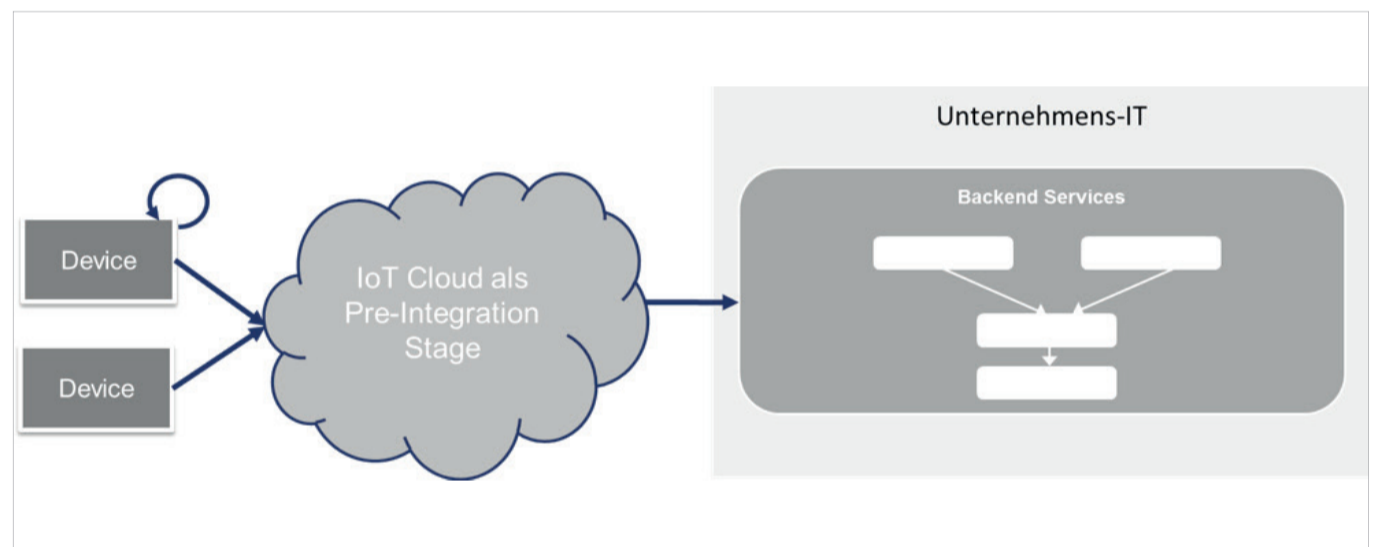 Unternehmens-IT
Backend Services
Device
IoT Cloud als
Pre-Integration
Stage
Device